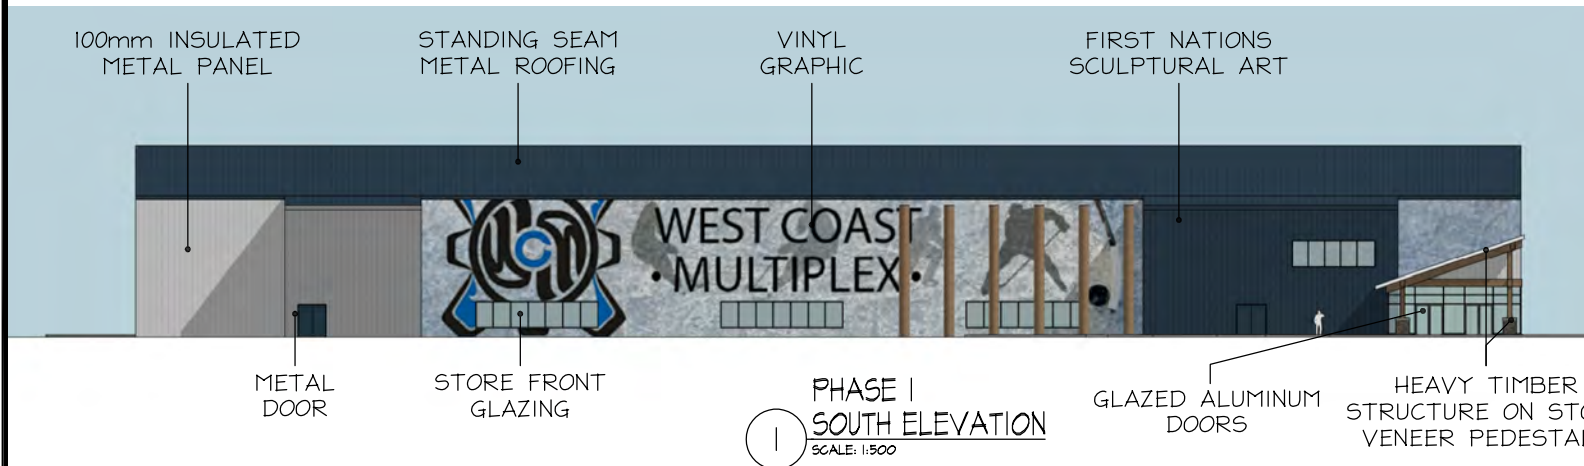 100mm INSULATED
METAL PANEL
STANDING SEAM
METAL ROOFING
VINYL
GRAPHIC
FIRST NATIONS
SCULPTURAL ART
WEST COAST
• MULTIPLEX •
METAL
DOOR
STORE FRONT
GLAZING
1
PHASE 1
SOUTH ELEVATION
SCALE: 1:500
GLAZED ALUMINUM
DOORS
HEAVY TIMBER
STRUCTURE ON
VENEER